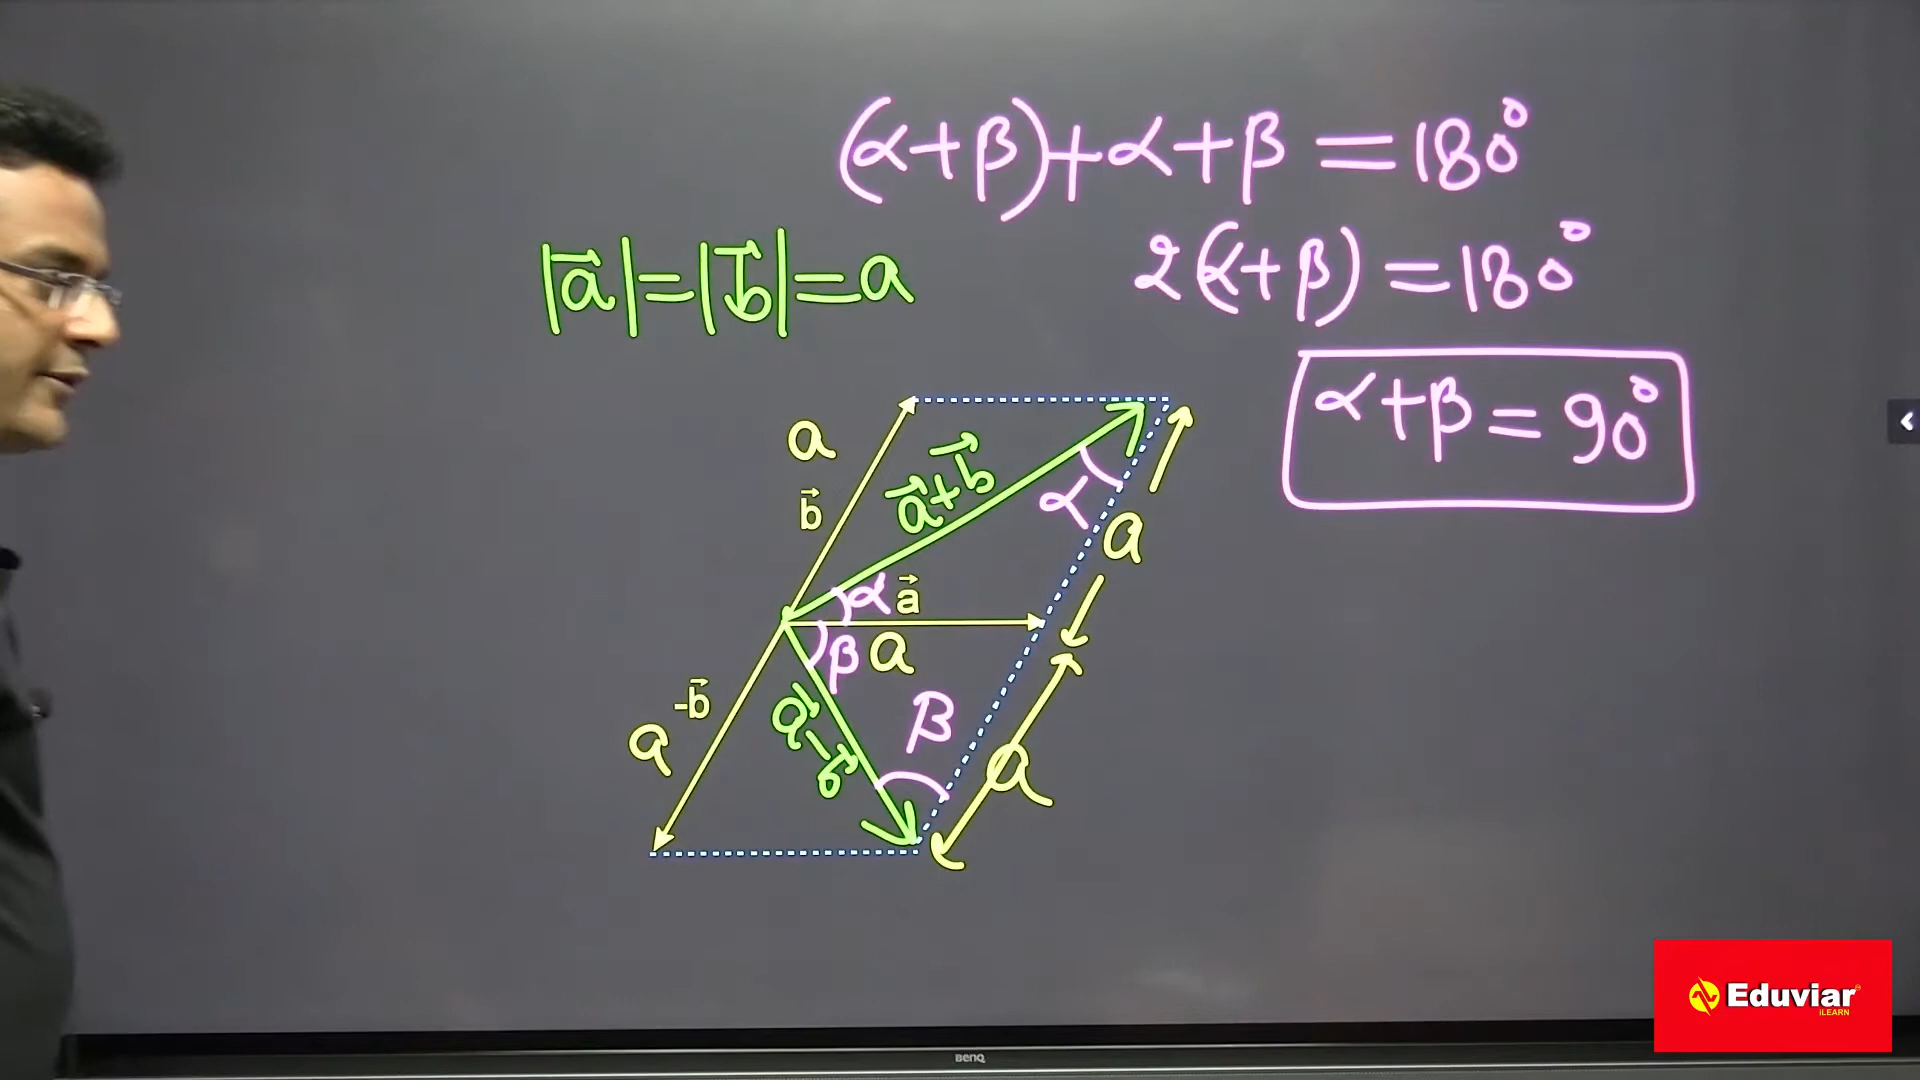 (α+β)+α+β=180°
|a⃗|=|b⃗|=a
2(α+β)=180°
α+β=90°
a
b⃗
a⃗+b⃗
α
a
α
a⃗
a
β
-b⃗
a
a⃗-b⃗
β
a
BenQ
Eduviar
iLEARN